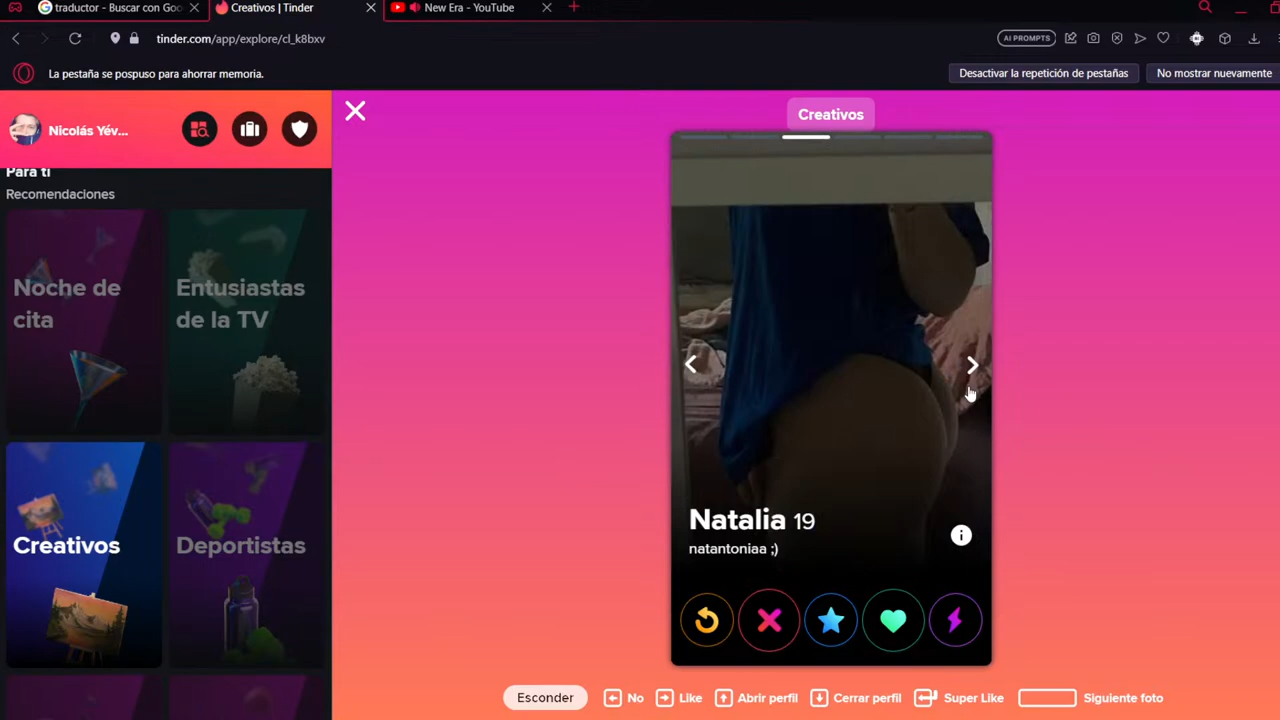 traductor - Buscar con Goo
Creativos | Tinder
New Era - YouTube
tinder.com/app/explore/cl_k8bxv
AI PROMPTS
La pestaña se pospuso para ahorrar memoria.
Desactivar la repetición de pestañas
No mostrar nuevamente
Nicolás Yév...
Creativos
Para ti
Recomendaciones
Noche de
cita
Entusiastas
de la TV
Creativos
Deportistas
Natalia 19
natantoniaa ;)
Esconder
No
Like
Abrir perfil
Cerrar perfil
Super Like
Siguiente foto